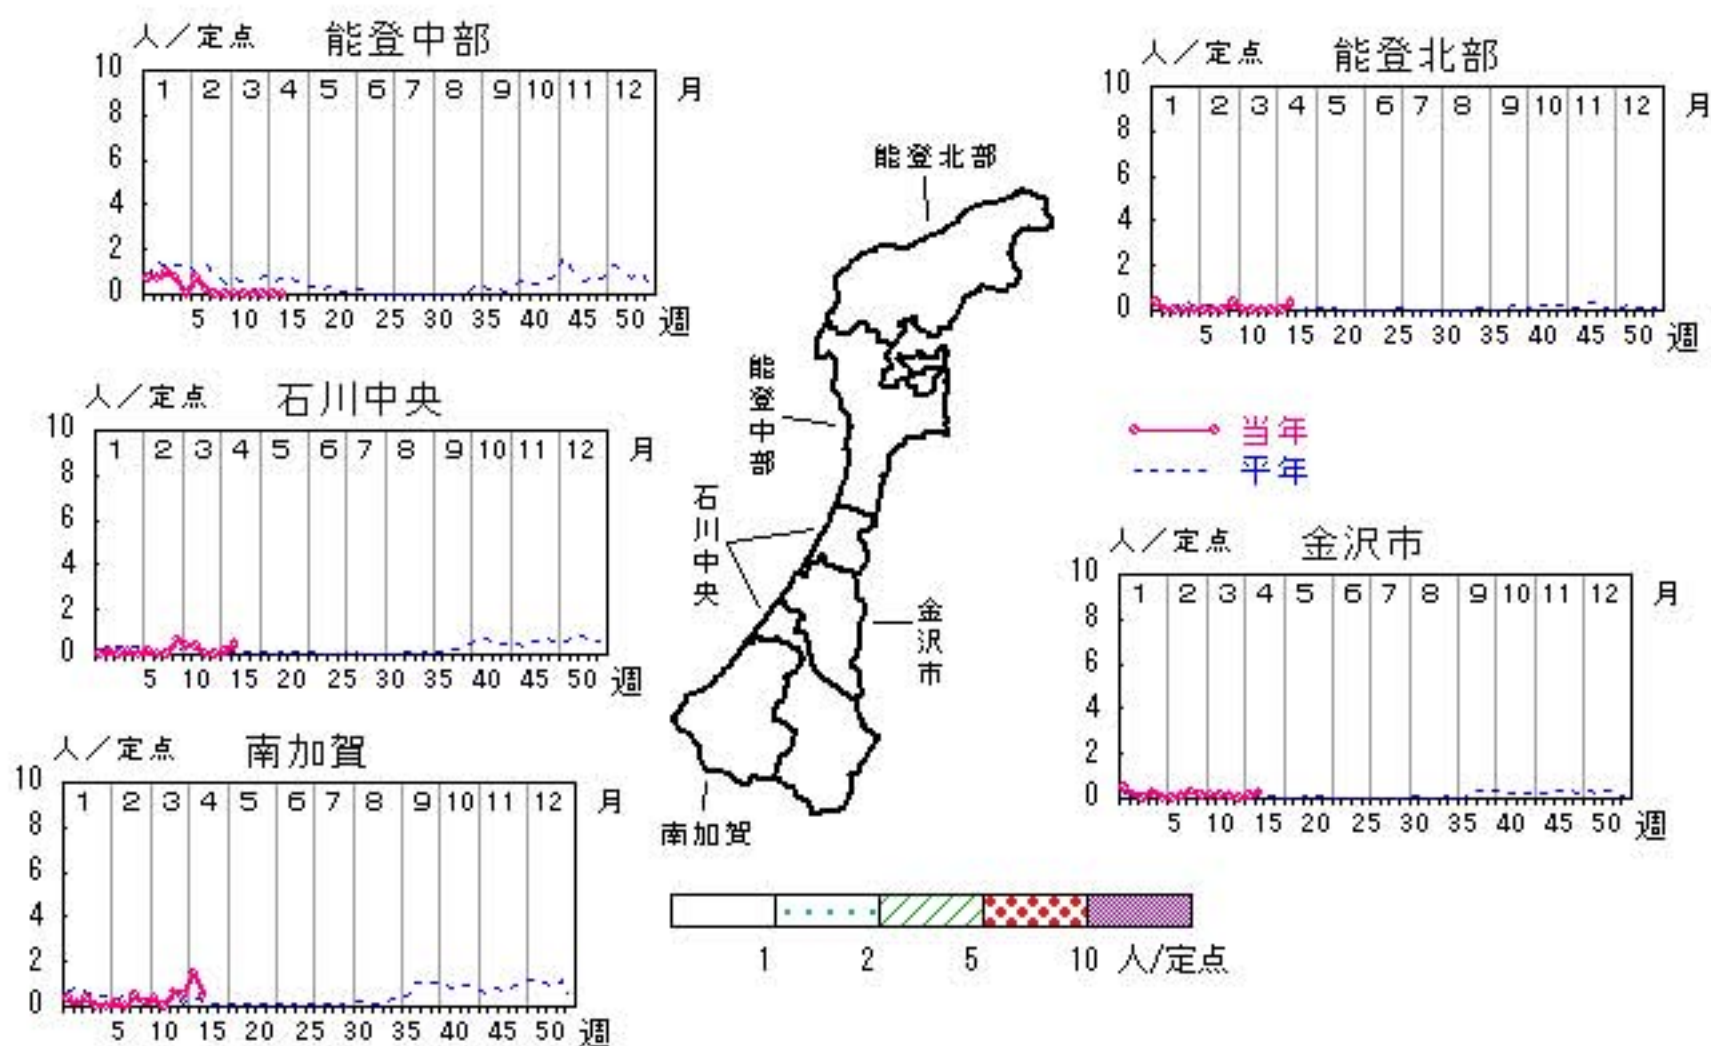 人／定点 能登中部
10 8 6 4 2 0
1 2 3 4 5 6 7 8 9 10 11 12 月
5 10 15 20 25 30 35 40 45 50 週
人／定点 能登北部
10 8 6 4 2 0
1 2 3 4 5 6 7 8 9 10 11 12 月
5 10 15 20 25 30 35 40 45 50 週
人／定点 石川中央
10 8 6 4 2 0
1 2 3 4 5 6 7 8 9 10 11 12 月
5 10 15 20 25 30 35 40 45 50 週
当年
平年
人／定点 金沢市
10 8 6 4 2 0
1 2 3 4 5 6 7 8 9 10 11 12 月
5 10 15 20 25 30 35 40 45 50 週
人／定点 南加賀
10 8 6 4 2 0
1 2 3 4 5 6 7 8 9 10 11 12 月
5 10 15 20 25 30 35 40 45 50 週
能登北部
能登中部
石川中央
金沢市
南加賀
1 2 5 10 人/定点